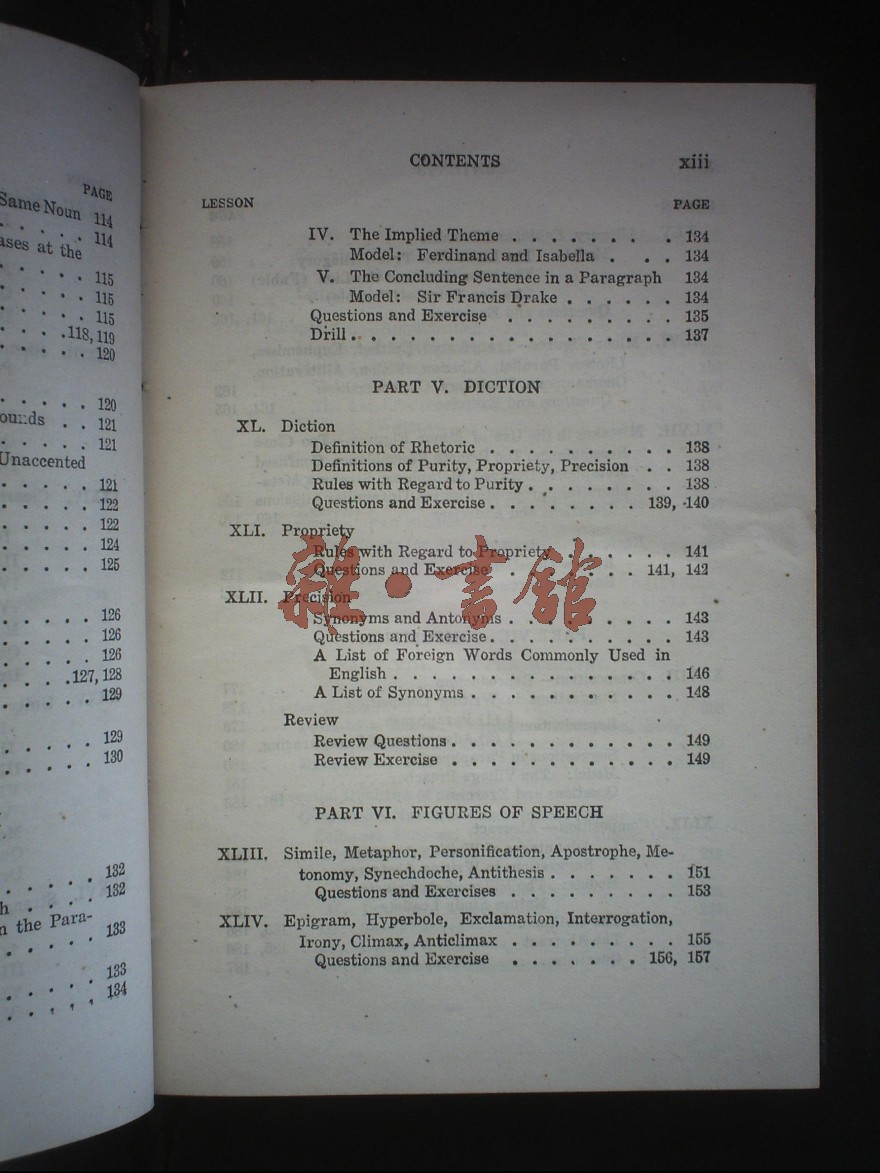 PAGE
Same Noun 114
. . . . . 114
ases at the
. . . . . 115
. . . . . 115
. . . . . 115
. . . .118, 119
. . . . . 120
. . . . . 120
ounds . . 121
. . . . . 121
Unaccented
. . . . . 121
. . . . . 122
. . . . . 122
. . . . . 124
. . . . . 125
. . . . . 126
. . . . . 126
. . . . . 126
. . . .127, 128
. . . . . 129
. . . . . 129
. . . . . 130
. . . . . 132
h . . . . 132
n the Para-
. . . . . 133
. . . . . 133
. . . . . 134
CONTENTS xiii
LESSON PAGE
IV. The Implied Theme . . . . . . . . 134
Model: Ferdinand and Isabella . . . 134
V. The Concluding Sentence in a Paragraph 134
Model: Sir Francis Drake . . . . . . 134
Questions and Exercise . . . . . . . . . 135
Drill . . . . . . . . . . . . . . . . . 137
PART V. DICTION
XL. Diction
Definition of Rhetoric . . . . . . . . . . 138
Definitions of Purity, Propriety, Precision . . 138
Rules with Regard to Purity . . . . . . . . 138
Questions and Exercise . . . . . . . . 139, 140
XLI. Propriety
Rules with Regard to Propriety . . . . . . . 141
Questions and Exercise . . . . . . . . 141, 142
XLII. Precision
Synonyms and Antonyms . . . . . . . . . 143
Questions and Exercise . . . . . . . . . . 143
A List of Foreign Words Commonly Used in
English . . . . . . . . . . . . . . . 146
A List of Synonyms . . . . . . . . . . . 148
Review
Review Questions . . . . . . . . . . . . 149
Review Exercise . . . . . . . . . . . . 149
PART VI. FIGURES OF SPEECH
XLIII. Simile, Metaphor, Personification, Apostrophe, Me-
tonomy, Synechdoche, Antithesis . . . . . . . 151
Questions and Exercises . . . . . . . . . 153
XLIV. Epigram, Hyperbole, Exclamation, Interrogation,
Irony, Climax, Anticlimax . . . . . . . . . 155
Questions and Exercise . . . . . . . 156, 157
雜·書館